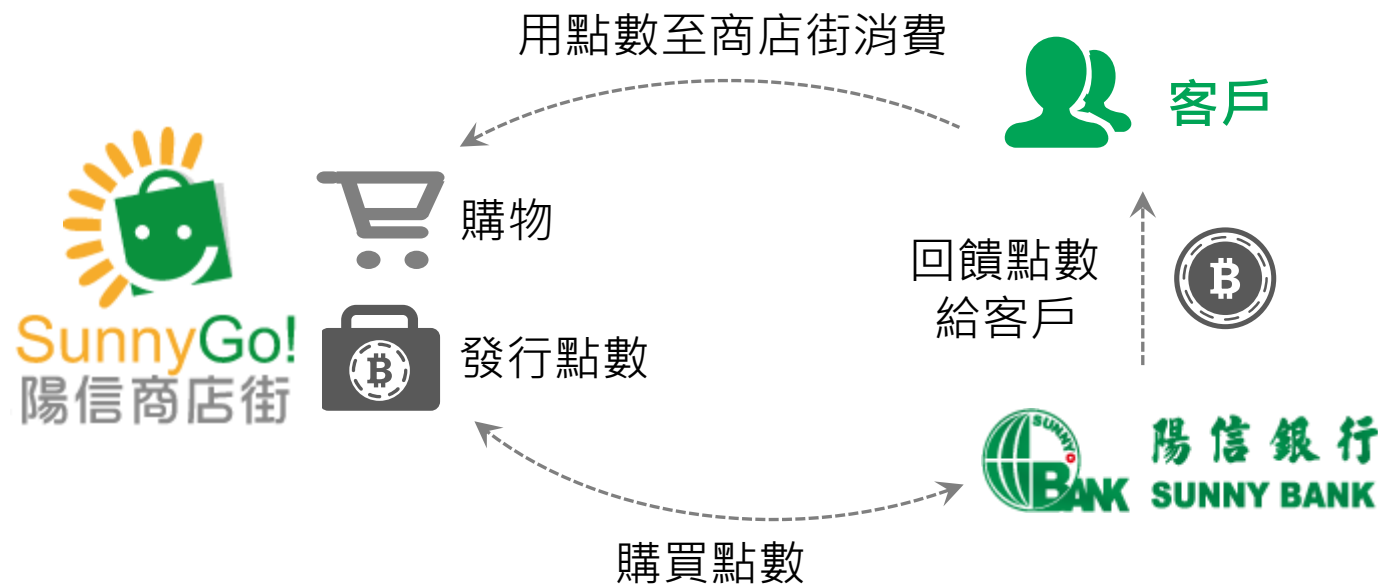 用點數至商店街消費
客戶
購物
SunnyGo!
陽信商店街
發行點數
回饋點數
給客戶
SUNNY
BANK
陽信銀行
SUNNY BANK
購買點數